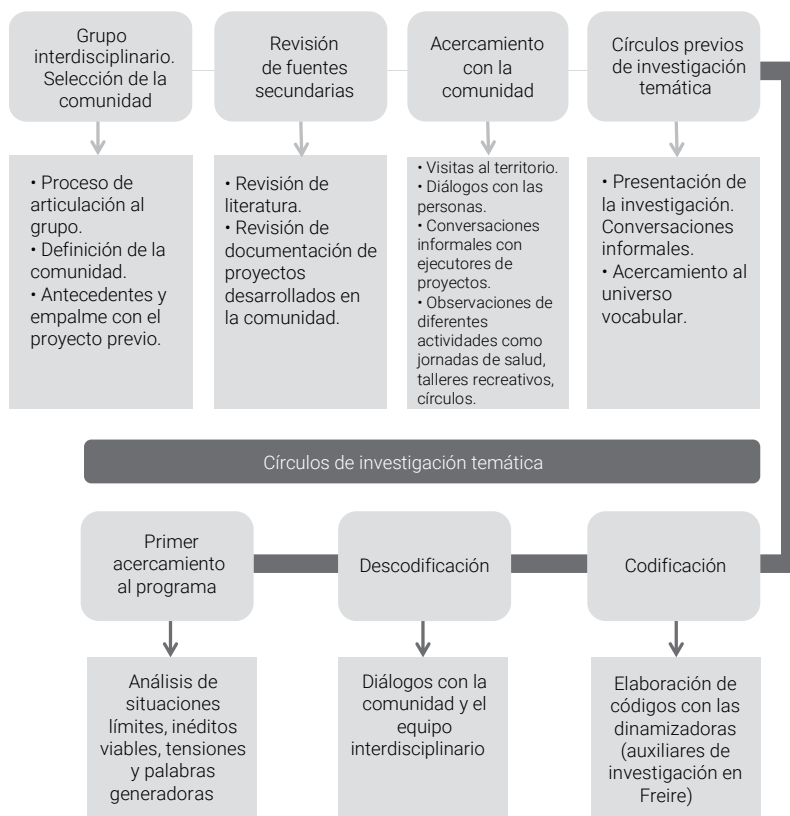 Grupo
interdisciplinario.
Selección de la
comunidad
Revisión
de fuentes
secundarias
Acercamiento
con la
comunidad
Círculos previos
de investigación
temática
• Proceso de
articulación al
grupo.
• Definición de la
comunidad.
• Antecedentes y
empalme con el
proyecto previo.
• Revisión de
literatura.
• Revisión de
documentación de
proyectos
desarrollados en
la comunidad.
• Visitas al territorio.
• Diálogos con las
personas.
• Conversaciones
informales con
ejecutores de
proyectos.
• Observaciones de
diferentes
actividades como
jornadas de salud,
talleres recreativos,
círculos.
• Presentación de
la investigación.
Conversaciones
informales.
• Acercamiento al
universo
vocabular.
Círculos de investigación temática
Primer
acercamiento
al programa
Descodificación
Codificación
Análisis de
situaciones
límites, inéditos
viables, tensiones
y palabras
generadoras
Diálogos con la
comunidad y el
equipo
interdisciplinario
Elaboración de
códigos con las
dinamizadoras
(auxiliares de
investigación en
Freire)